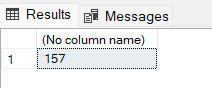 Results Messages
(No column name)
1 157